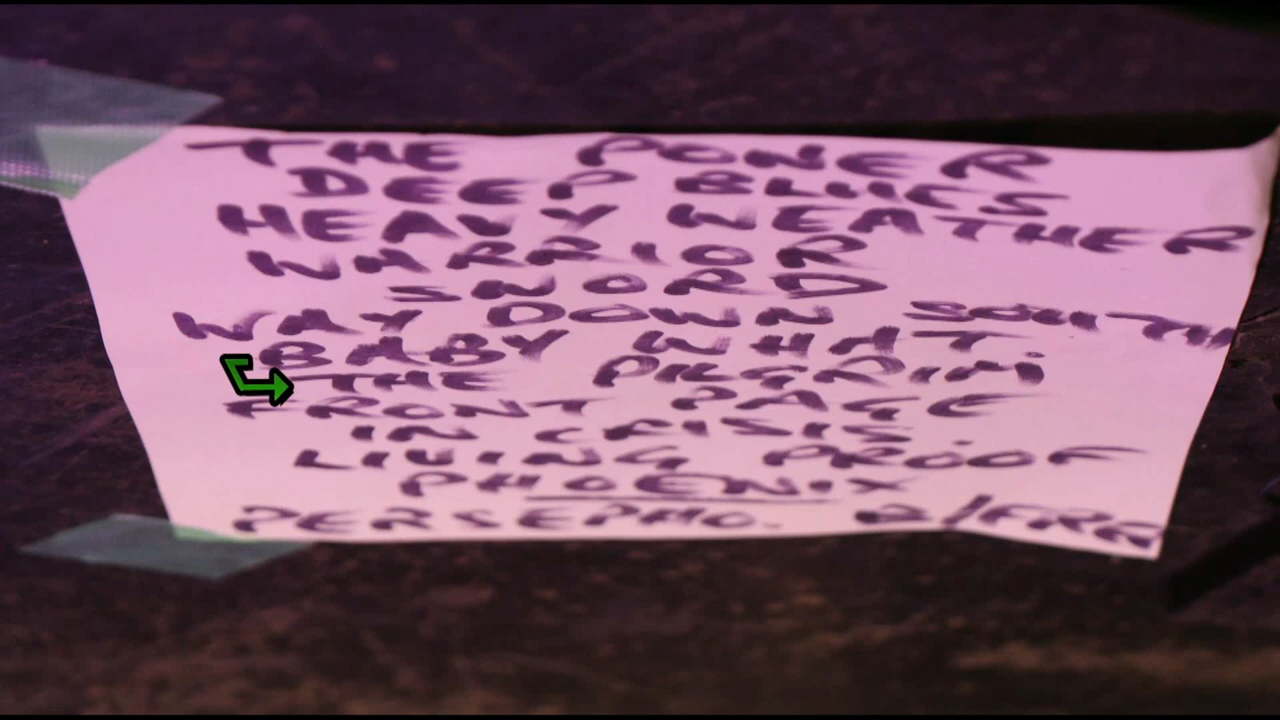 THE POWER
DEEP BLUES
HEAVY WEATHER
WARRIOR
SWORD
WAY DOWN SOUTH
BABY WHAT
THE
FRONT PAGE
IN CRISIS.
LIVING PROOF
PHOENIX
PERSEPHO.